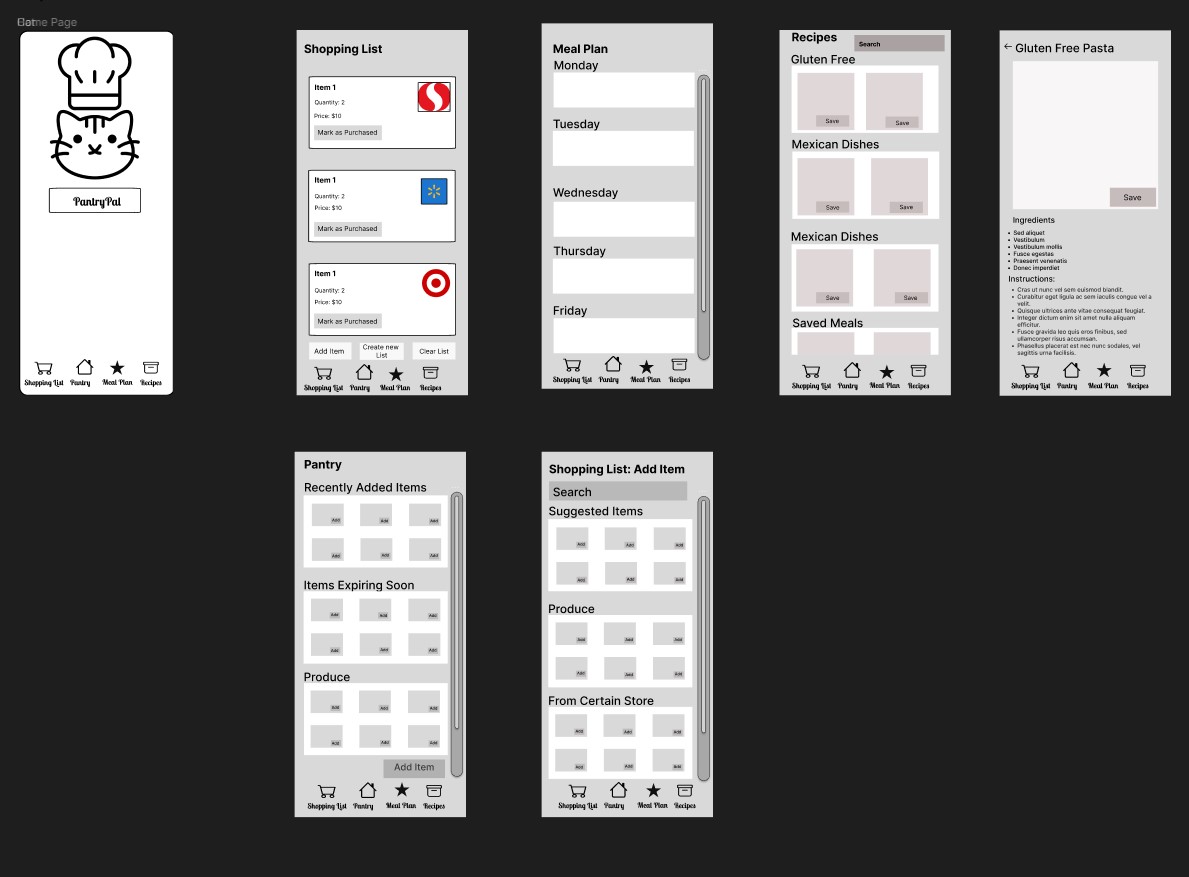 Home Page
PantryPal
Shopping List
Pantry
Meal Plan
Recipes
Shopping List
Item 1
Quantity: 2
Price: $10
Mark as Purchased
Item 1
Quantity: 2
Price: $10
Mark as Purchased
Item 1
Quantity: 2
Price: $10
Mark as Purchased
Add Item
Create new
List
Clear List
Shopping List
Pantry
Meal Plan
Recipes
Meal Plan
Monday
Tuesday
Wednesday
Thursday
Friday
Shopping List
Pantry
Meal Plan
Recipes
Recipes
Search
Gluten Free
Save
Save
Mexican Dishes
Save
Save
Mexican Dishes
Save
Save
Saved Meals
Shopping List
Pantry
Meal Plan
Recipes
← Gluten Free Pasta
Save
Ingredients
• Sed aliquet
• Vestibulum
• Vestibulum mollis
• Fusce egestas
• Praesent venenatis
• Donec imperdiet
Instructions:
• Cras ut nunc vel sem euismod blandit.
• Curabitur eget ligula ac sem iaculis congue vel a
velit.
• Quisque ultrices ante vitae consequat feugiat.
• Integer dictum enim sit amet nulla aliquam
efficitur.
• Fusce gravida leo quis eros finibus, sed
ullamcorper risus accumsan.
• Phasellus placerat est nec nunc sodales, vel
sagittis urna facilisis.
Shopping List
Pantry
Meal Plan
Recipes
Pantry
Recently Added Items
Add
Add
Add
Add
Add
Add
Items Expiring Soon
Add
Add
Add
Add
Add
Add
Produce
Add
Add
Add
Add
Add
Add
Add Item
Shopping List
Pantry
Meal Plan
Recipes
Shopping List: Add Item
Search
Suggested Items
Add
Add
Add
Add
Add
Add
Produce
Add
Add
Add
Add
Add
Add
From Certain Store
Add
Add
Add
Add
Add
Add
Shopping List
Pantry
Meal Plan
Recipes